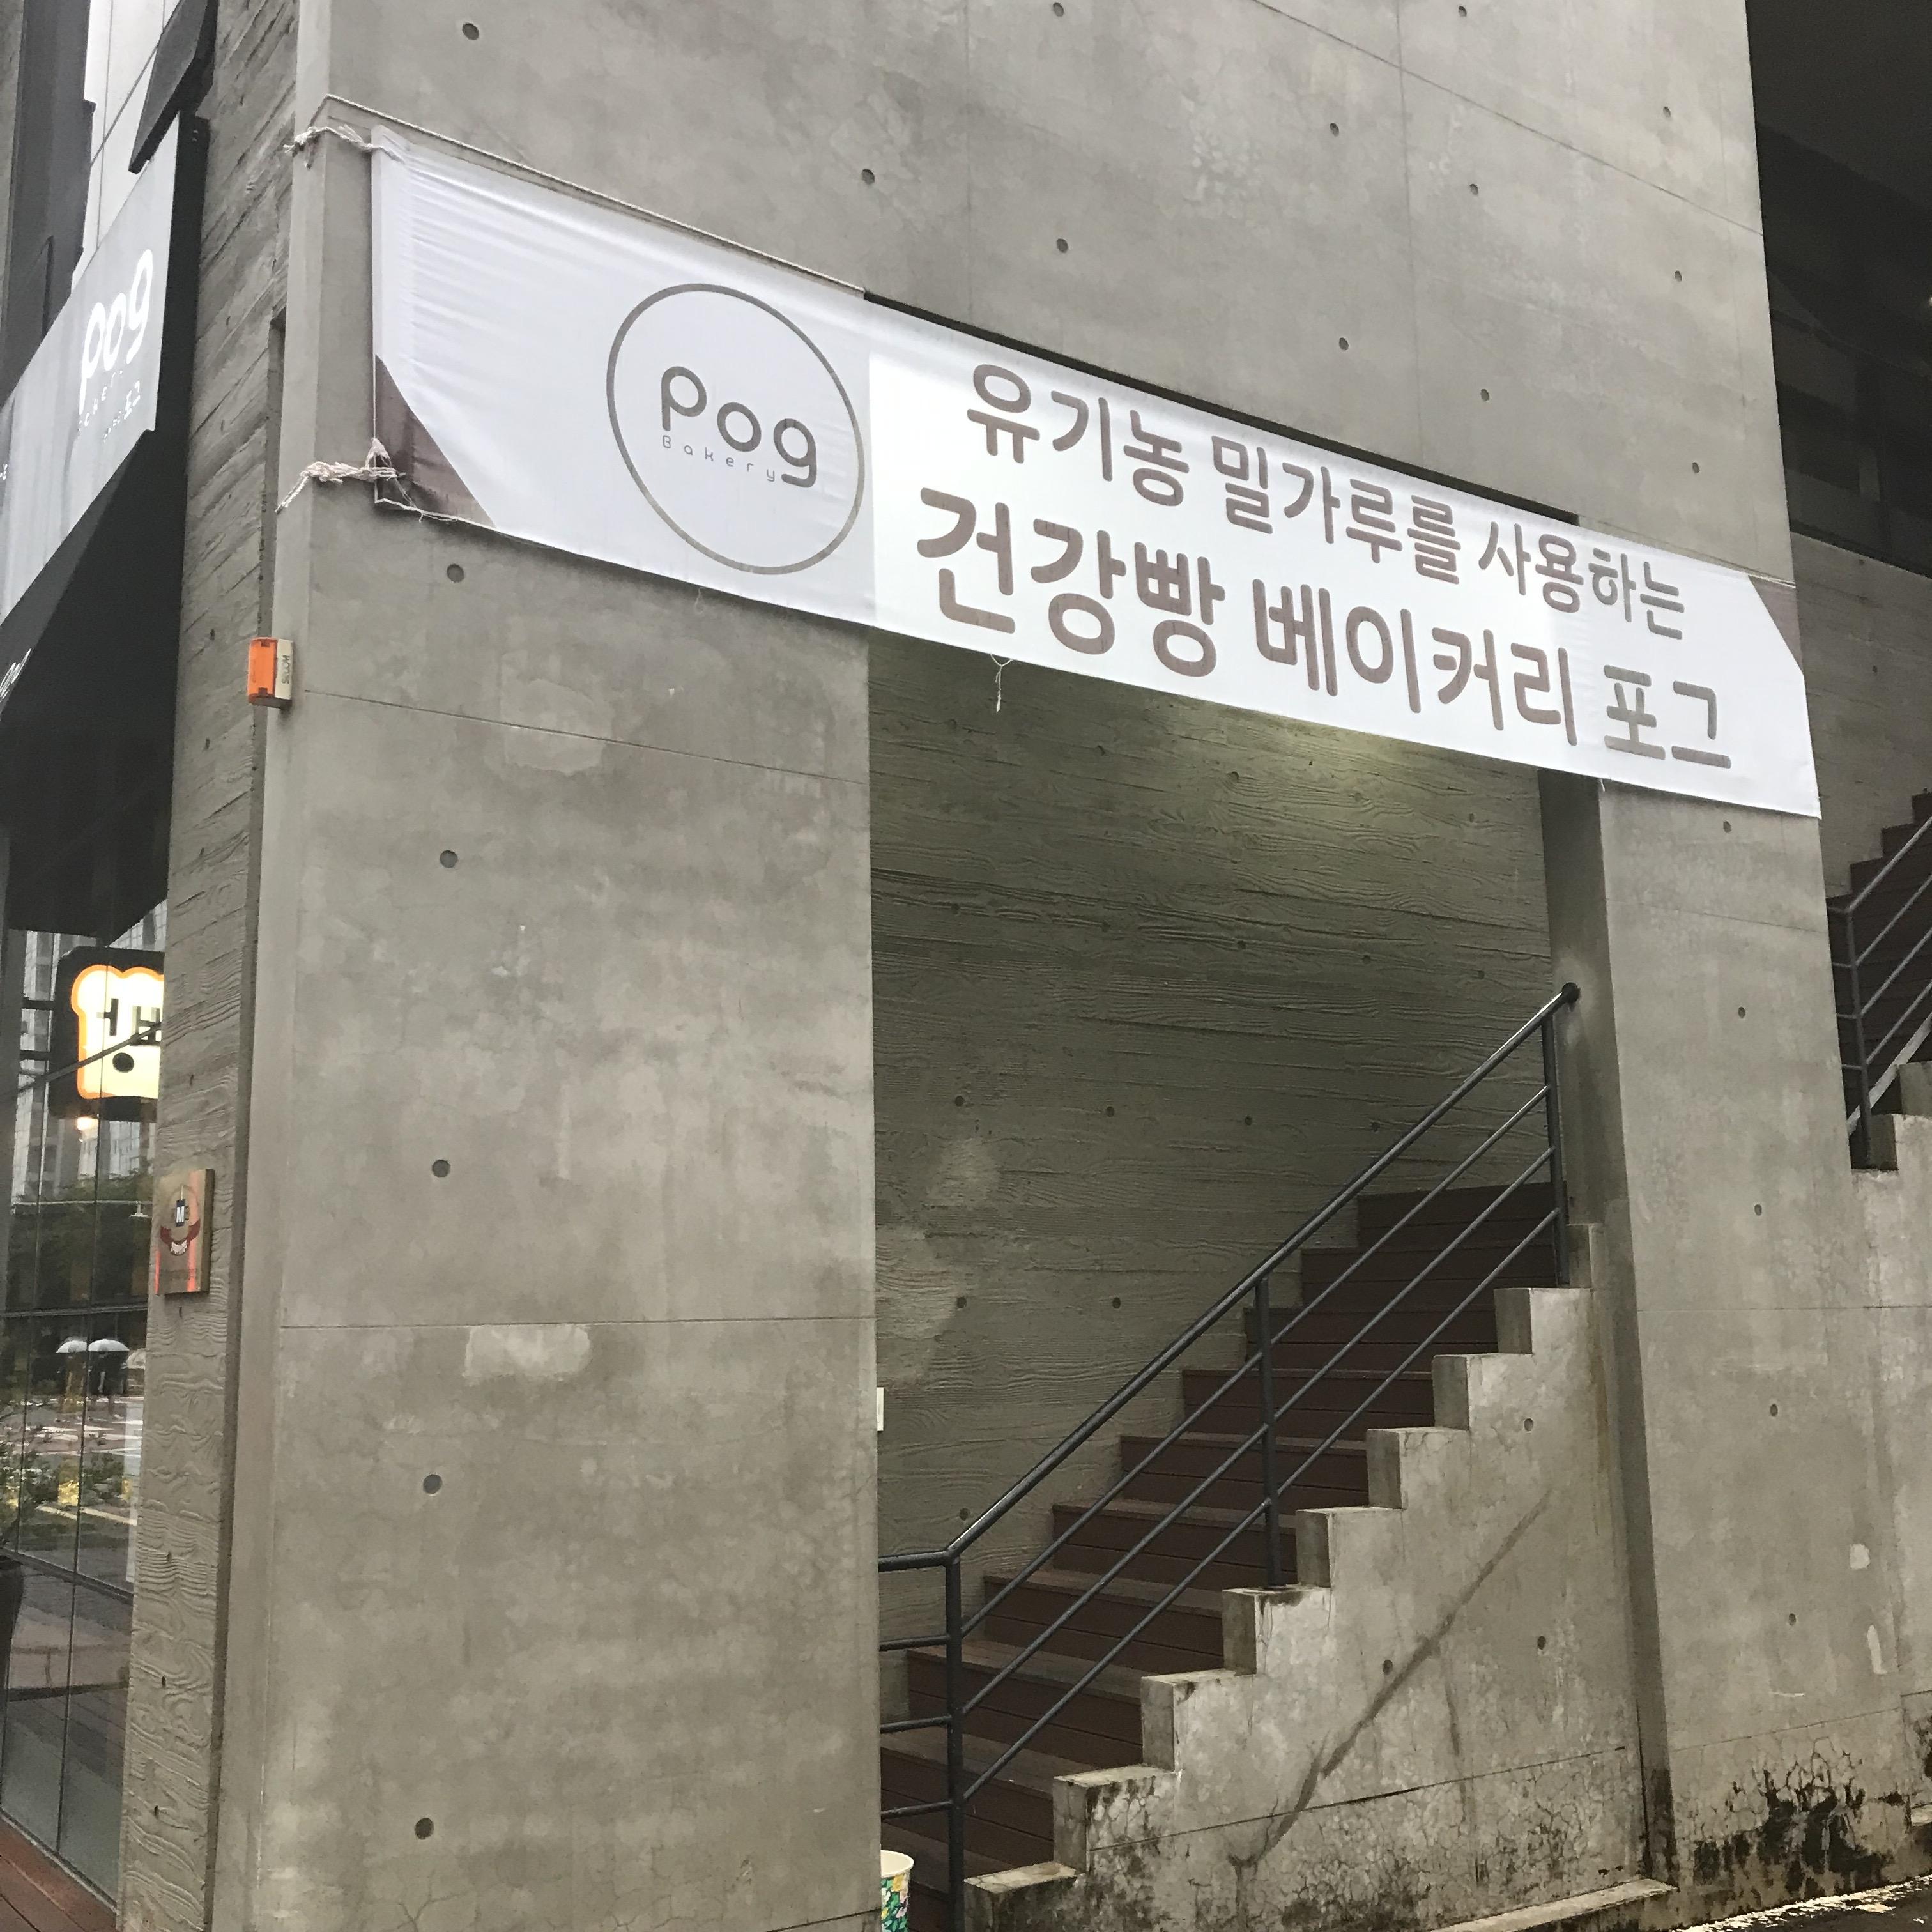 pog
Bakery
유기농 밀가루를 사용하는
건강빵 베이커리 포그
pog